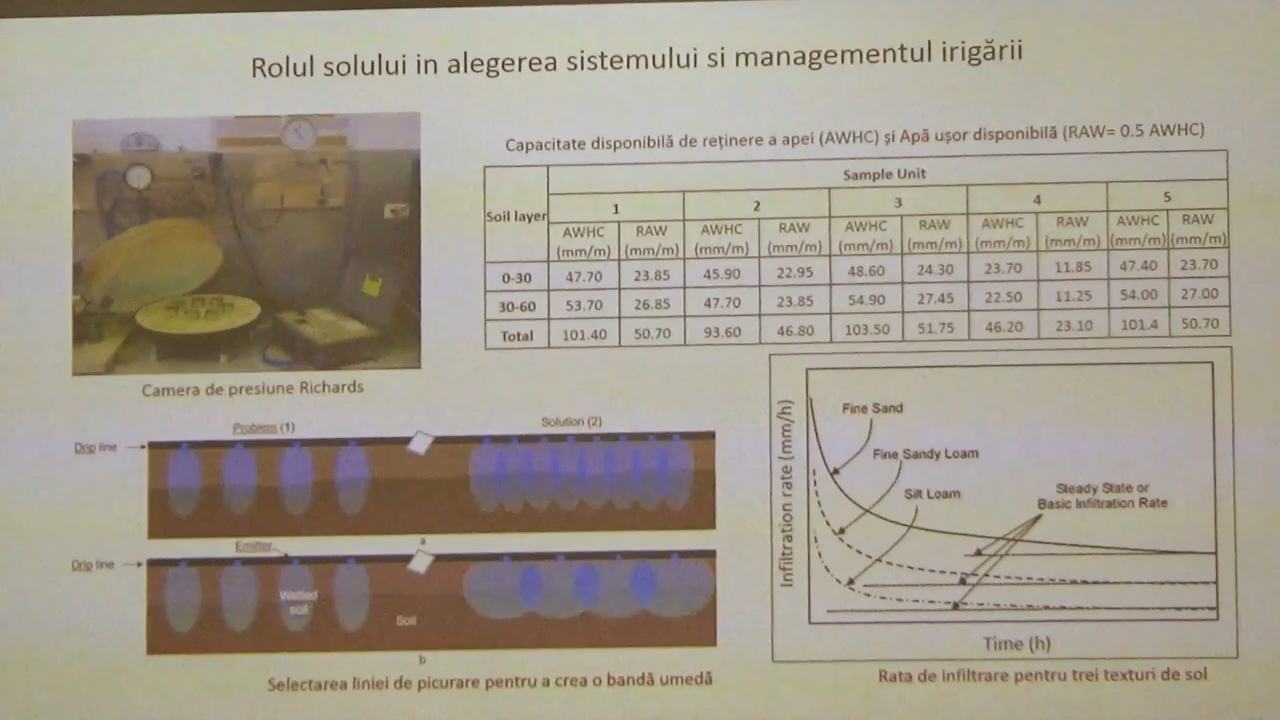 Rolul solului in alegerea sistemului si managementul irigării
Capacitate disponibilă de reținere a apei (AWHC) și Apă ușor disponibilă (RAW= 0.5 AWHC)
Soil layer Sample Unit
1 2 3 4 5
AWHC (mm/m) RAW (mm/m) AWHC (mm/m) RAW (mm/m) AWHC (mm/m) RAW (mm/m) AWHC (mm/m) RAW (mm/m) AWHC (mm/m) RAW (mm/m)
0-30 47.70 23.85 45.90 22.95 48.60 24.30 23.70 11.85 47.40 23.70
30-60 53.70 26.85 47.70 23.85 54.90 27.45 22.50 11.25 54.00 27.00
Total 101.40 50.70 93.60 46.80 103.50 51.75 46.20 23.10 101.4 50.70
Camera de presiune Richards
Problem (1)
Solution (2)
Drip line
a
Emitter
Drip line
Wetted
soil
Soil
b
Selectarea liniei de picurare pentru a crea o bandă umedă
Infiltration rate (mm/h)
Fine Sand
Fine Sandy Loam
Silt Loam
Steady State or
Basic Infiltration Rate
Time (h)
Rata de Infiltrare pentru trei texturi de sol